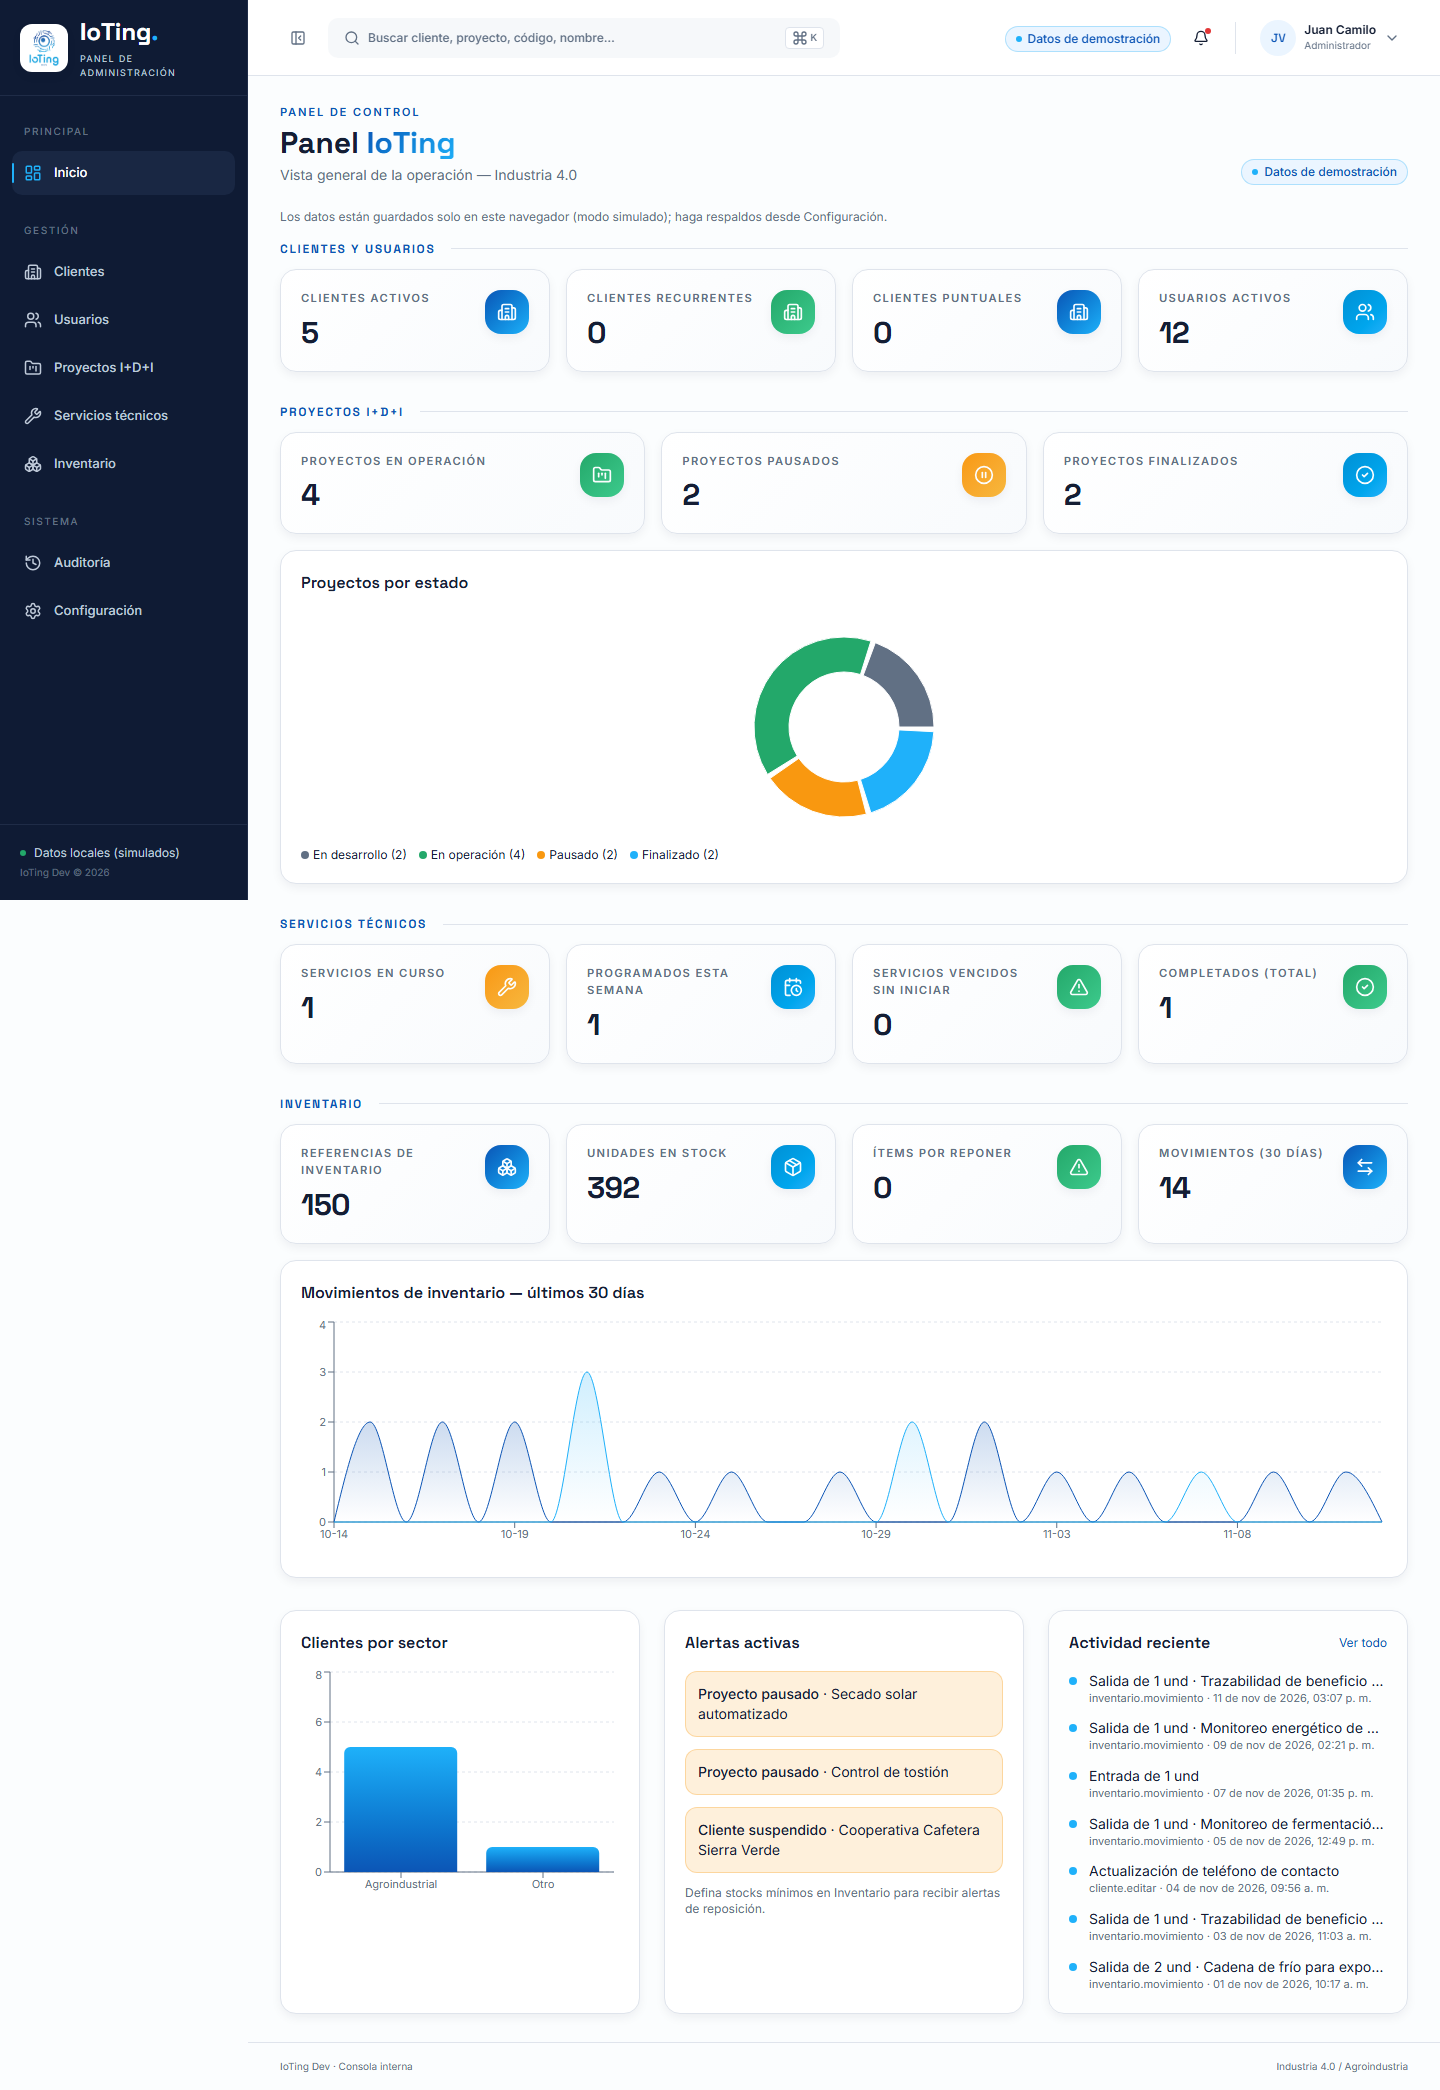 IoTing.
PANEL DE
ADMINISTRACIÓN
IoTing
PRINCIPAL
Inicio
GESTIÓN
Clientes
Usuarios
Proyectos I+D+I
Servicios técnicos
Inventario
SISTEMA
Auditoría
Configuración
Datos locales (simulados)
IoTing Dev © 2026
Buscar cliente, proyecto, código, nombre...
⌘ K
Datos de demostración
JV
Juan Camilo
Administrador
PANEL DE CONTROL
Panel IoTing
Vista general de la operación — Industria 4.0
Datos de demostración
Los datos están guardados solo en este navegador (modo simulado); haga respaldos desde Configuración.
CLIENTES Y USUARIOS
CLIENTES ACTIVOS
5
CLIENTES RECURRENTES
0
CLIENTES PUNTUALES
0
USUARIOS ACTIVOS
12
PROYECTOS I+D+I
PROYECTOS EN OPERACIÓN
4
PROYECTOS PAUSADOS
2
PROYECTOS FINALIZADOS
2
Proyectos por estado
En desarrollo (2) En operación (4) Pausado (2) Finalizado (2)
SERVICIOS TÉCNICOS
SERVICIOS EN CURSO
1
PROGRAMADOS ESTA
SEMANA
1
SERVICIOS VENCIDOS
SIN INICIAR
0
COMPLETADOS (TOTAL)
1
INVENTARIO
REFERENCIAS DE
INVENTARIO
150
UNIDADES EN STOCK
392
ÍTEMS POR REPONER
0
MOVIMIENTOS (30 DÍAS)
14
Movimientos de inventario — últimos 30 días
4
3
2
1
0
10-14 10-19 10-24 10-29 11-03 11-08
Clientes por sector
8
6
4
2
0
Agroindustrial Otro
Alertas activas
Proyecto pausado · Secado solar
automatizado
Proyecto pausado · Control de tostión
Cliente suspendido · Cooperativa Cafetera
Sierra Verde
Defina stocks mínimos en Inventario para recibir alertas
de reposición.
Actividad reciente
Ver todo
Salida de 1 und · Trazabilidad de beneficio ...
inventario.movimiento · 11 de nov de 2026, 03:07 p. m.
Salida de 1 und · Monitoreo energético de ...
inventario.movimiento · 09 de nov de 2026, 02:21 p. m.
Entrada de 1 und
inventario.movimiento · 07 de nov de 2026, 01:35 p. m.
Salida de 1 und · Monitoreo de fermentació...
inventario.movimiento · 05 de nov de 2026, 12:49 p. m.
Actualización de teléfono de contacto
cliente.editar · 04 de nov de 2026, 09:56 a. m.
Salida de 1 und · Trazabilidad de beneficio ...
inventario.movimiento · 03 de nov de 2026, 11:03 a. m.
Salida de 2 und · Cadena de frío para expo...
inventario.movimiento · 01 de nov de 2026, 10:17 a. m.
IoTing Dev · Consola interna
Industria 4.0 / Agroindustria